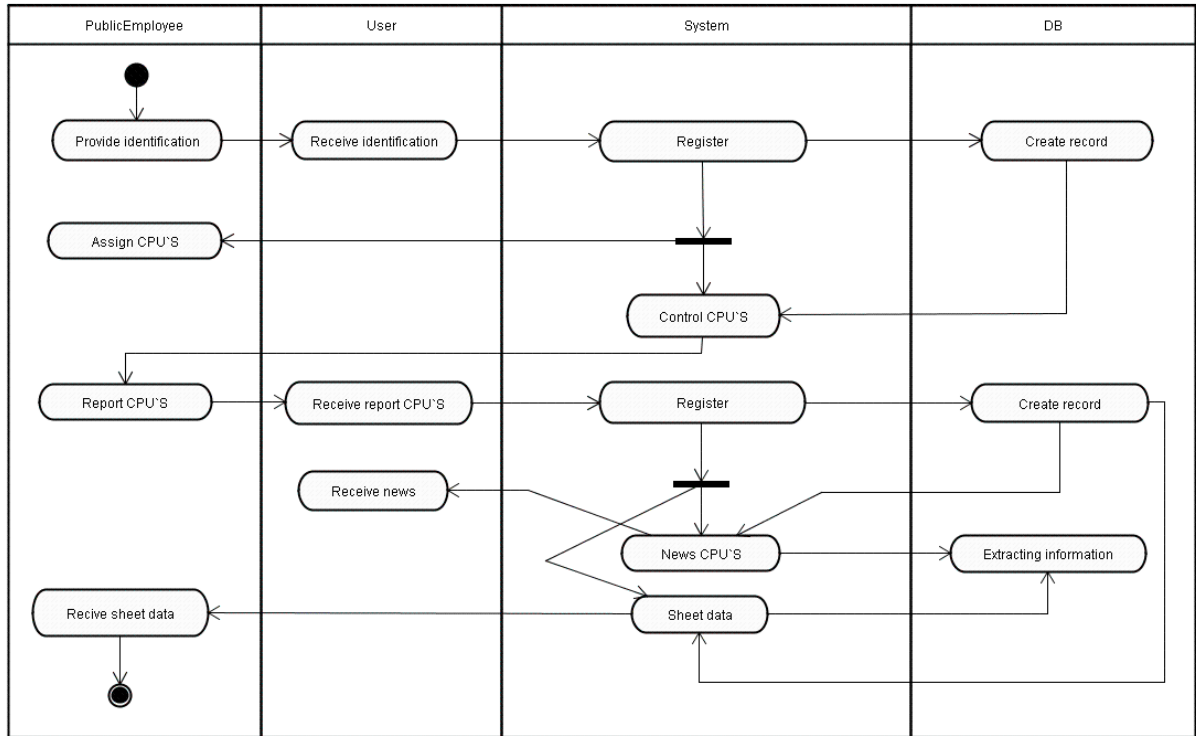 PublicEmployee
User
System
DB
Provide identification
Receive identification
Register
Create record
Assign CPU`S
Control CPU`S
Report CPU`S
Receive report CPU`S
Register
Create record
Receive news
News CPU`S
Extracting information
Recive sheet data
Sheet data